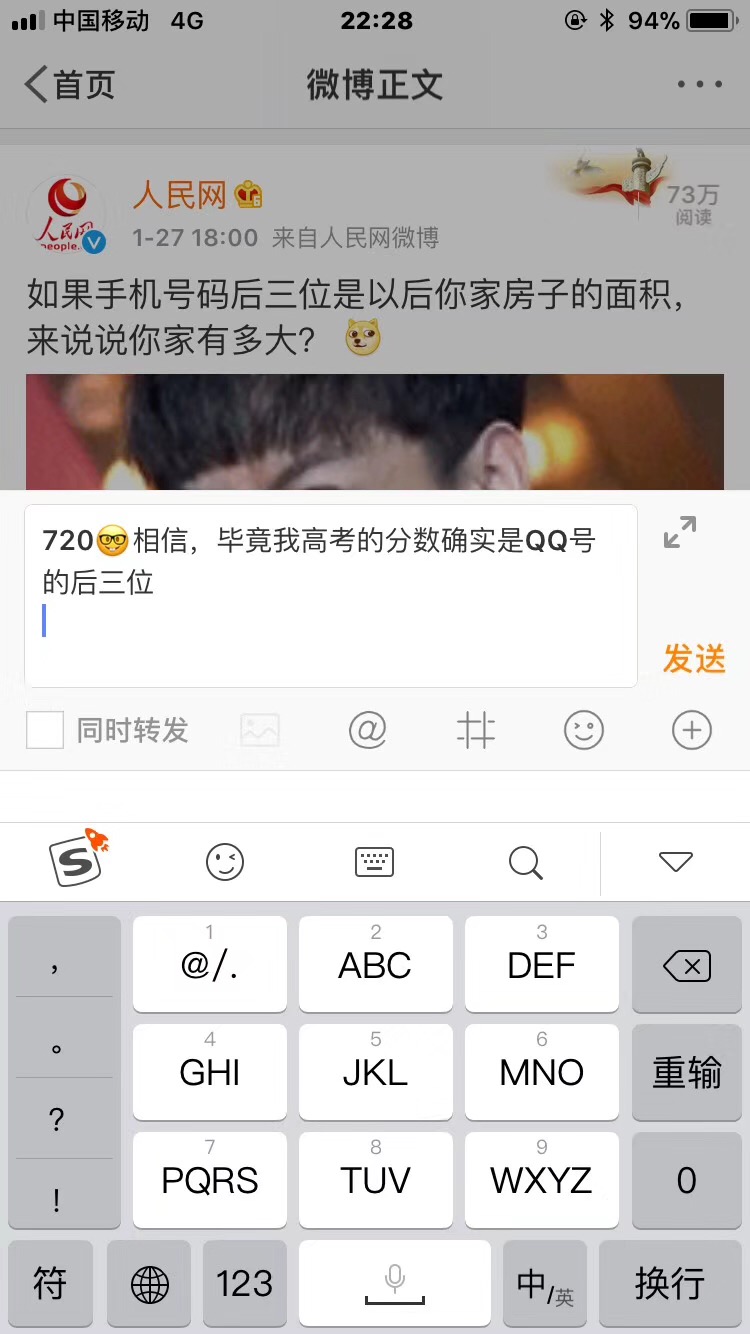 中国移动 4G 22:28 94%
首页 微博正文
人民网
73万
阅读
人民网
people.
1-27 18:00 来自人民网微博
如果手机号码后三位是以后你家房子的面积，
来说说你家有多大？
720🤓相信，毕竟我高考的分数确实是QQ号
的后三位
发送
同时转发 @
S
， 1 2 3
@/. ABC DEF
。 4 5 6
GHI JKL MNO 重输
？ 7 8 9
PQRS TUV WXYZ 0
！
符 123 中/英 换行